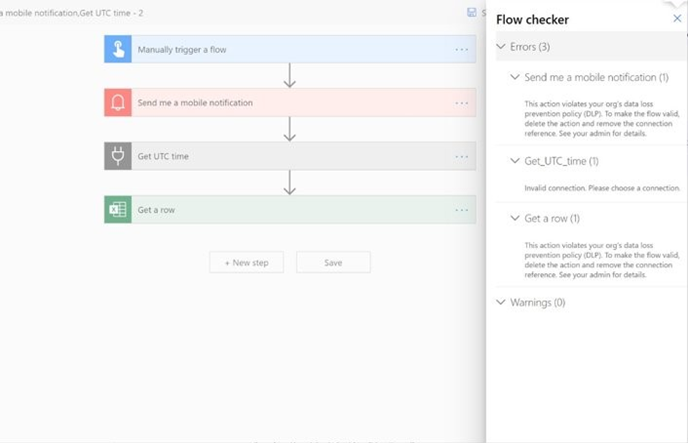 a mobile notification,Get UTC time - 2
S
Manually trigger a flow
Send me a mobile notification
Get UTC time
Get a row
+ New step
Save
Flow checker
Errors (3)
Send me a mobile notification (1)
This action violates your org's data loss
prevention policy (DLP). To make the flow valid,
delete the action and remove the connection
reference. See your admin for details.
Get_UTC_time (1)
Invalid connection. Please choose a connection.
Get a row (1)
This action violates your org's data loss
prevention policy (DLP). To make the flow valid,
delete the action and remove the connection
reference. See your admin for details.
Warnings (0)